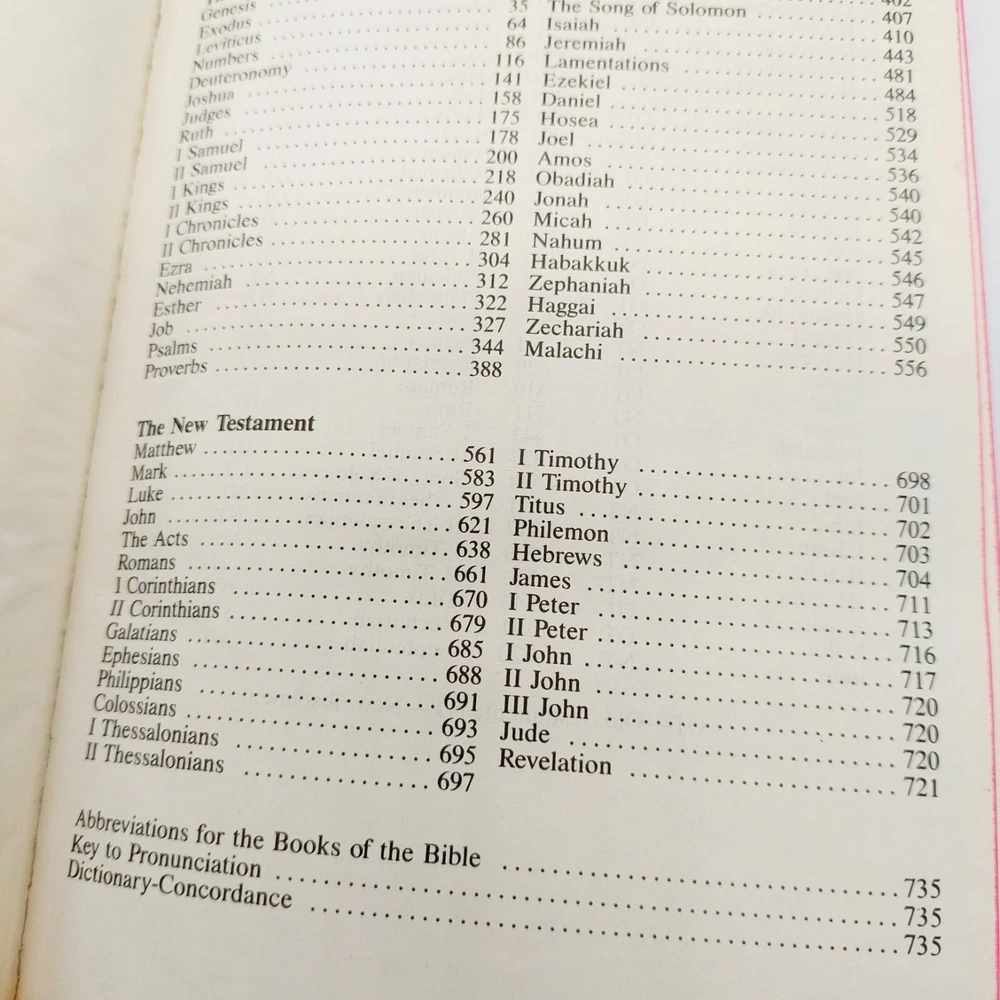 Genesis
Exodus 35
Leviticus 64
Numbers 86
Deuteronomy 116
Joshua 141
Judges 158
Ruth 175
I Samuel 178
II Samuel 200
I Kings 218
II Kings 240
I Chronicles 260
II Chronicles 281
Ezra 304
Nehemiah 312
Esther 322
Job 327
Psalms 344
Proverbs 388
402
The Song of Solomon 407
Isaiah 410
Jeremiah 443
Lamentations 481
Ezekiel 484
Daniel 518
Hosea 529
Joel 534
Amos 536
Obadiah 540
Jonah 540
Micah 542
Nahum 545
Habakkuk 546
Zephaniah 547
Haggai 549
Zechariah 550
Malachi 556
The New Testament
Matthew 561
Mark 583
Luke 597
John 621
The Acts 638
Romans 661
I Corinthians 670
II Corinthians 679
Galatians 685
Ephesians 688
Philippians 691
Colossians 693
I Thessalonians 695
II Thessalonians 697
I Timothy 698
II Timothy 701
Titus 702
Philemon 703
Hebrews 704
James 711
I Peter 713
II Peter 716
I John 717
II John 720
III John 720
Jude 720
Revelation 721
Abbreviations for the Books of the Bible 735
Key to Pronunciation 735
Dictionary-Concordance 735